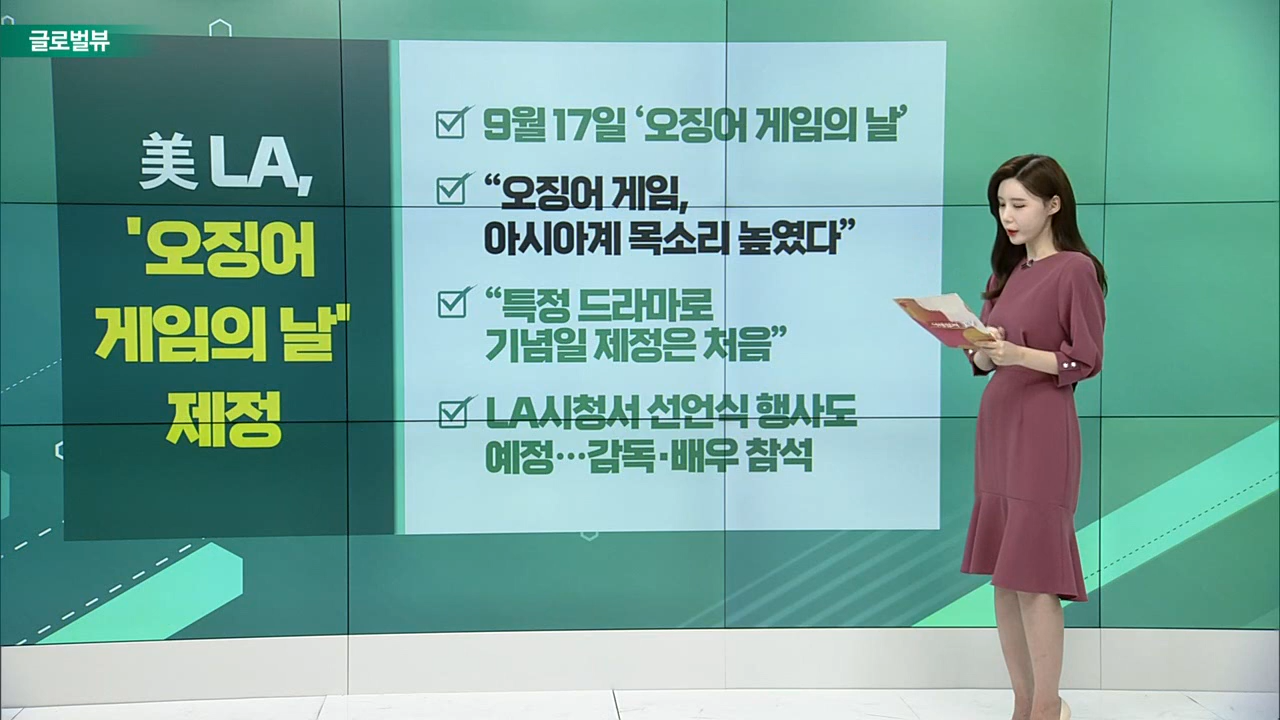 글로벌뷰
美 LA,
'오징어
게임의 날'
제정
9월 17일 ‘오징어 게임의 날’
“오징어 게임,
아시아계 목소리 높였다”
“특정 드라마로
기념일 제정은 처음”
LA시청서 선언식 행사도
예정…감독·배우 참석